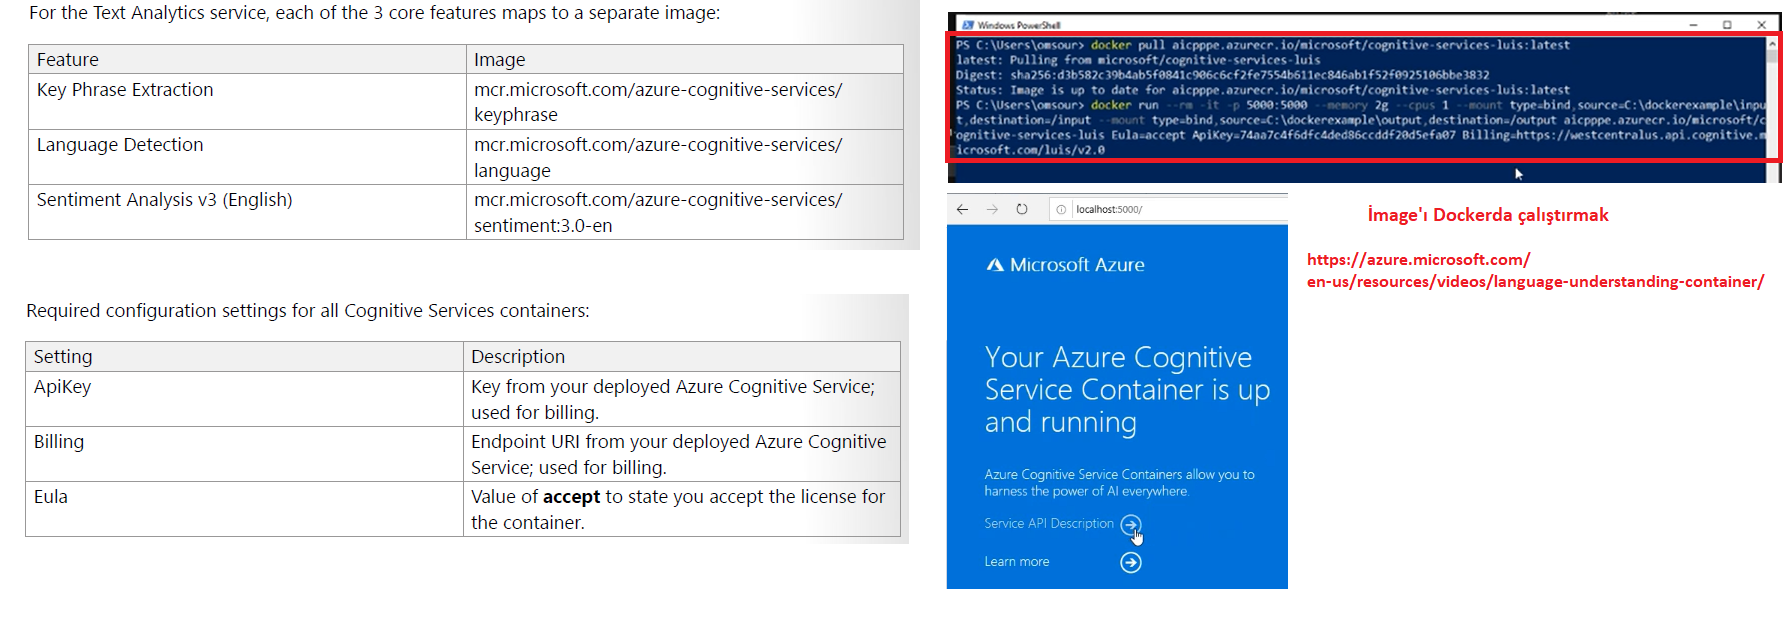 For the Text Analytics service, each of the 3 core features maps to a separate image:
Feature
Image
Key Phrase Extraction
mcr.microsoft.com/azure-cognitive-services/
keyphrase
Language Detection
mcr.microsoft.com/azure-cognitive-services/
language
Sentiment Analysis v3 (English)
mcr.microsoft.com/azure-cognitive-services/
sentiment:3.0-en
Required configuration settings for all Cognitive Services containers:
Setting
Description
ApiKey
Key from your deployed Azure Cognitive Service;
used for billing.
Billing
Endpoint URI from your deployed Azure Cognitive
Service; used for billing.
Eula
Value of accept to state you accept the license for
the container.
Windows PowerShell
PS C:\Users\omsour> docker pull aicpppe.azurecr.io/microsoft/cognitive-services-luis:latest
latest: Pulling from microsoft/cognitive-services-luis
Digest: sha256:d3b582c39b4ab5f0841c906c6cf2fe7554b611ec846ab1f52f0925106bbe3832
Status: Image is up to date for aicpppe.azurecr.io/microsoft/cognitive-services-luis:latest
PS C:\Users\omsour> docker run --rm -it -p 5000:5000 --memory 2g --cpus 1 --mount type=bind,source=C:\dockerexample\inpu
t,destination=/input --mount type=bind,source=C:\dockerexample\output,destination=/output aicpppe.azurecr.io/microsoft/c
ognitive-services-luis Eula=accept ApiKey=74aa7c4f6dfc4ded86ccddf20d5efa07 Billing=https://westcentralus.api.cognitive.m
icrosoft.com/luis/v2.0
localhost:5000/
Microsoft Azure
Your Azure Cognitive
Service Container is up
and running
Azure Cognitive Service Containers allow you to
harness the power of AI everywhere.
Service API Description
Learn more
İmage'ı Dockerda çalıştırmak
https://azure.microsoft.com/
en-us/resources/videos/language-understanding-container/